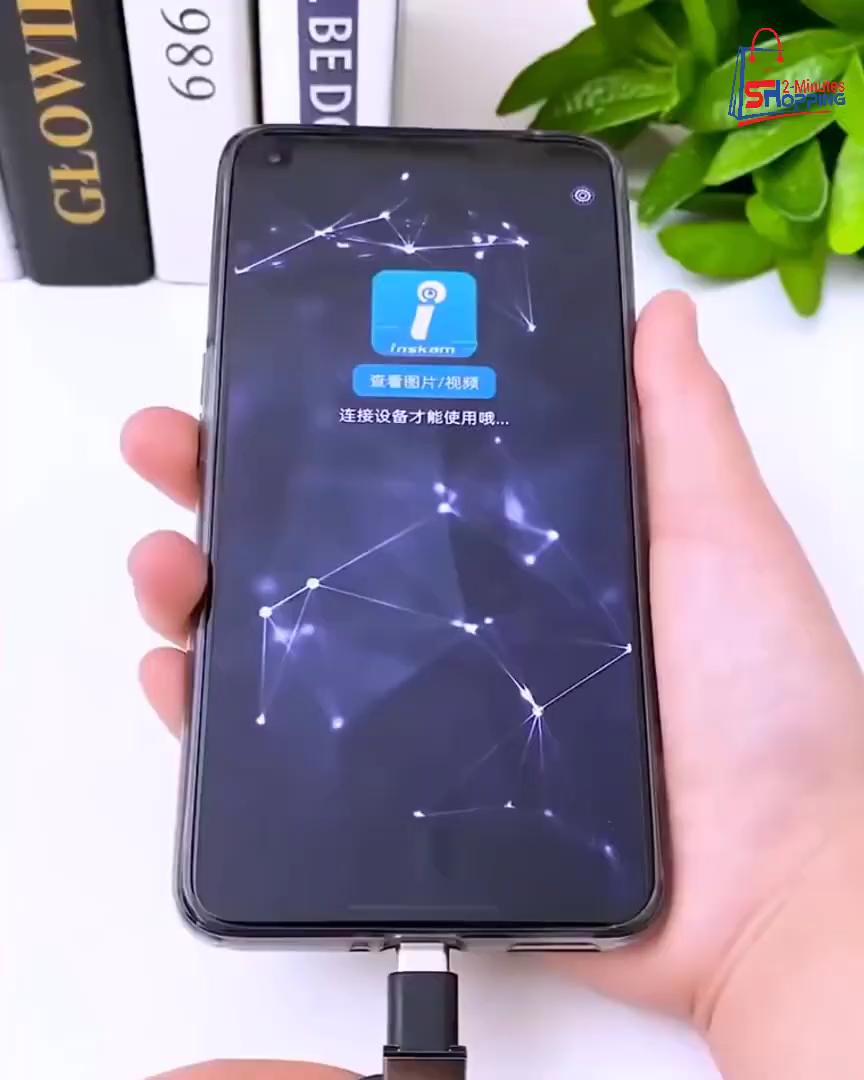 GLOWI
989
L BEDO
2-Minutes
SHOPPING
inskam
查看图片/视频
连接设备才能使用哦...